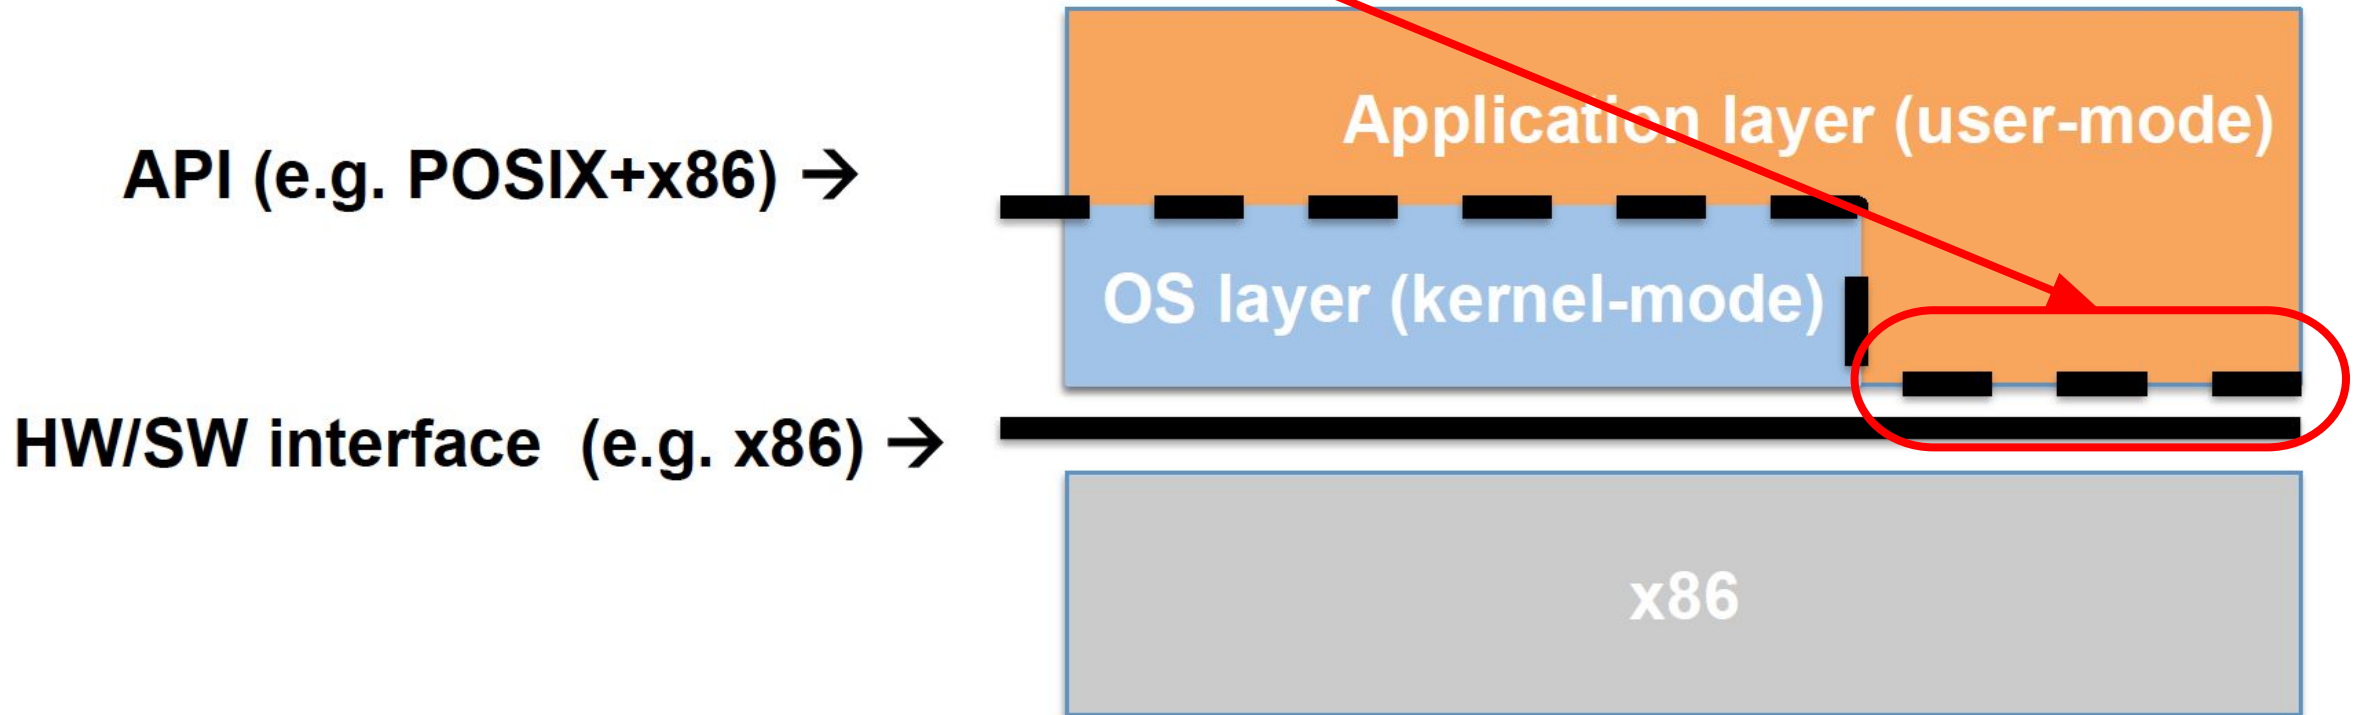 Application layer (user-mode)
API (e.g. POSIX+x86) →
OS layer (kernel-mode)
HW/SW interface (e.g. x86) →
x86